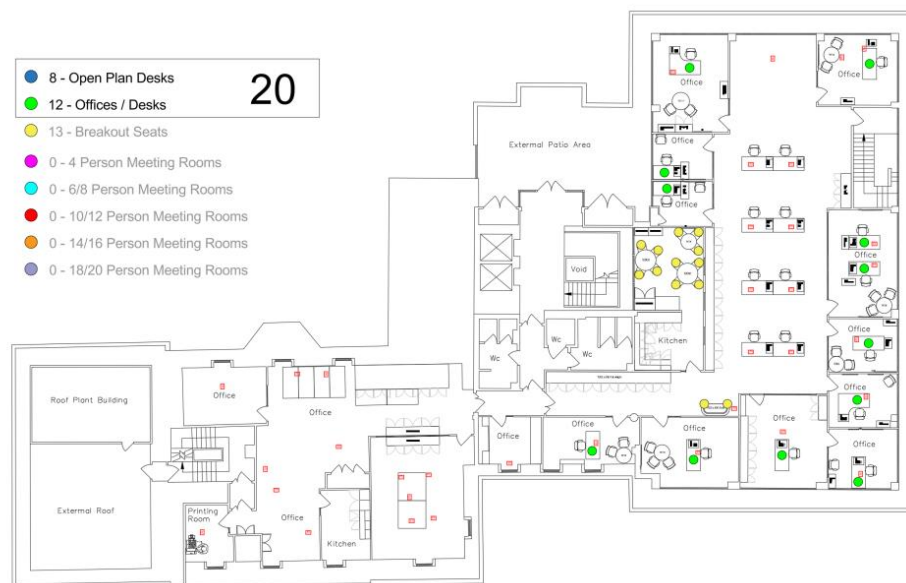 8 - Open Plan Desks
12 - Offices / Desks
20
13 - Breakout Seats
0 - 4 Person Meeting Rooms
0 - 6/8 Person Meeting Rooms
0 - 10/12 Person Meeting Rooms
0 - 14/16 Person Meeting Rooms
0 - 18/20 Person Meeting Rooms
Office
Office
Office
Office
External Patio Area
Void
Office
Kitchen
Wc
Wc
Wc
Office
Office
Office
Office
Office
Office
Office
Office
Office
Office
Office
Roof Plant Building
External Roof
Printing
Room
Kitchen